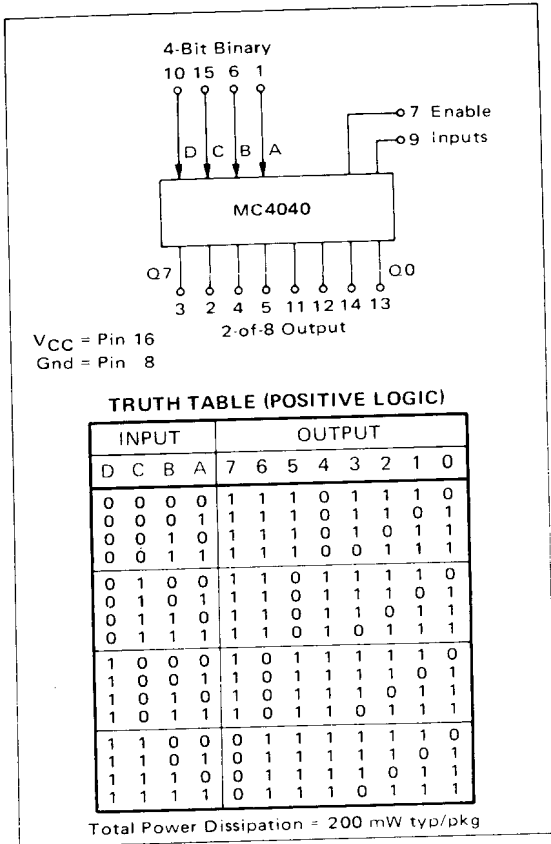 4-Bit Binary
10 15 6 1
7 Enable
9 Inputs
D C B A
MC4040
Q7 Q0
3 2 4 5 11 12 14 13
2-of-8 Output
VCC = Pin 16
Gnd = Pin 8
TRUTH TABLE (POSITIVE LOGIC)
INPUT OUTPUT
D C B A 7 6 5 4 3 2 1 0
0 0 0 0 1 1 1 0 1 1 1 0
0 0 0 1 1 1 1 0 1 1 0 1
0 0 1 0 1 1 1 0 1 0 1 1
0 0 1 1 1 1 1 0 0 1 1 1
0 1 0 0 1 1 0 1 1 1 1 0
0 1 0 1 1 1 0 1 1 1 0 1
0 1 1 0 1 1 0 1 1 0 1 1
0 1 1 1 1 1 0 1 0 1 1 1
1 0 0 0 1 0 1 1 1 1 1 0
1 0 0 1 1 0 1 1 1 1 0 1
1 0 1 0 1 0 1 1 1 0 1 1
1 0 1 1 1 0 1 1 0 1 1 1
1 1 0 0 0 1 1 1 1 1 1 0
1 1 0 1 0 1 1 1 1 1 0 1
1 1 1 0 0 1 1 1 1 0 1 1
1 1 1 1 0 1 1 1 0 1 1 1
Total Power Dissipation = 200 mW typ/pkg